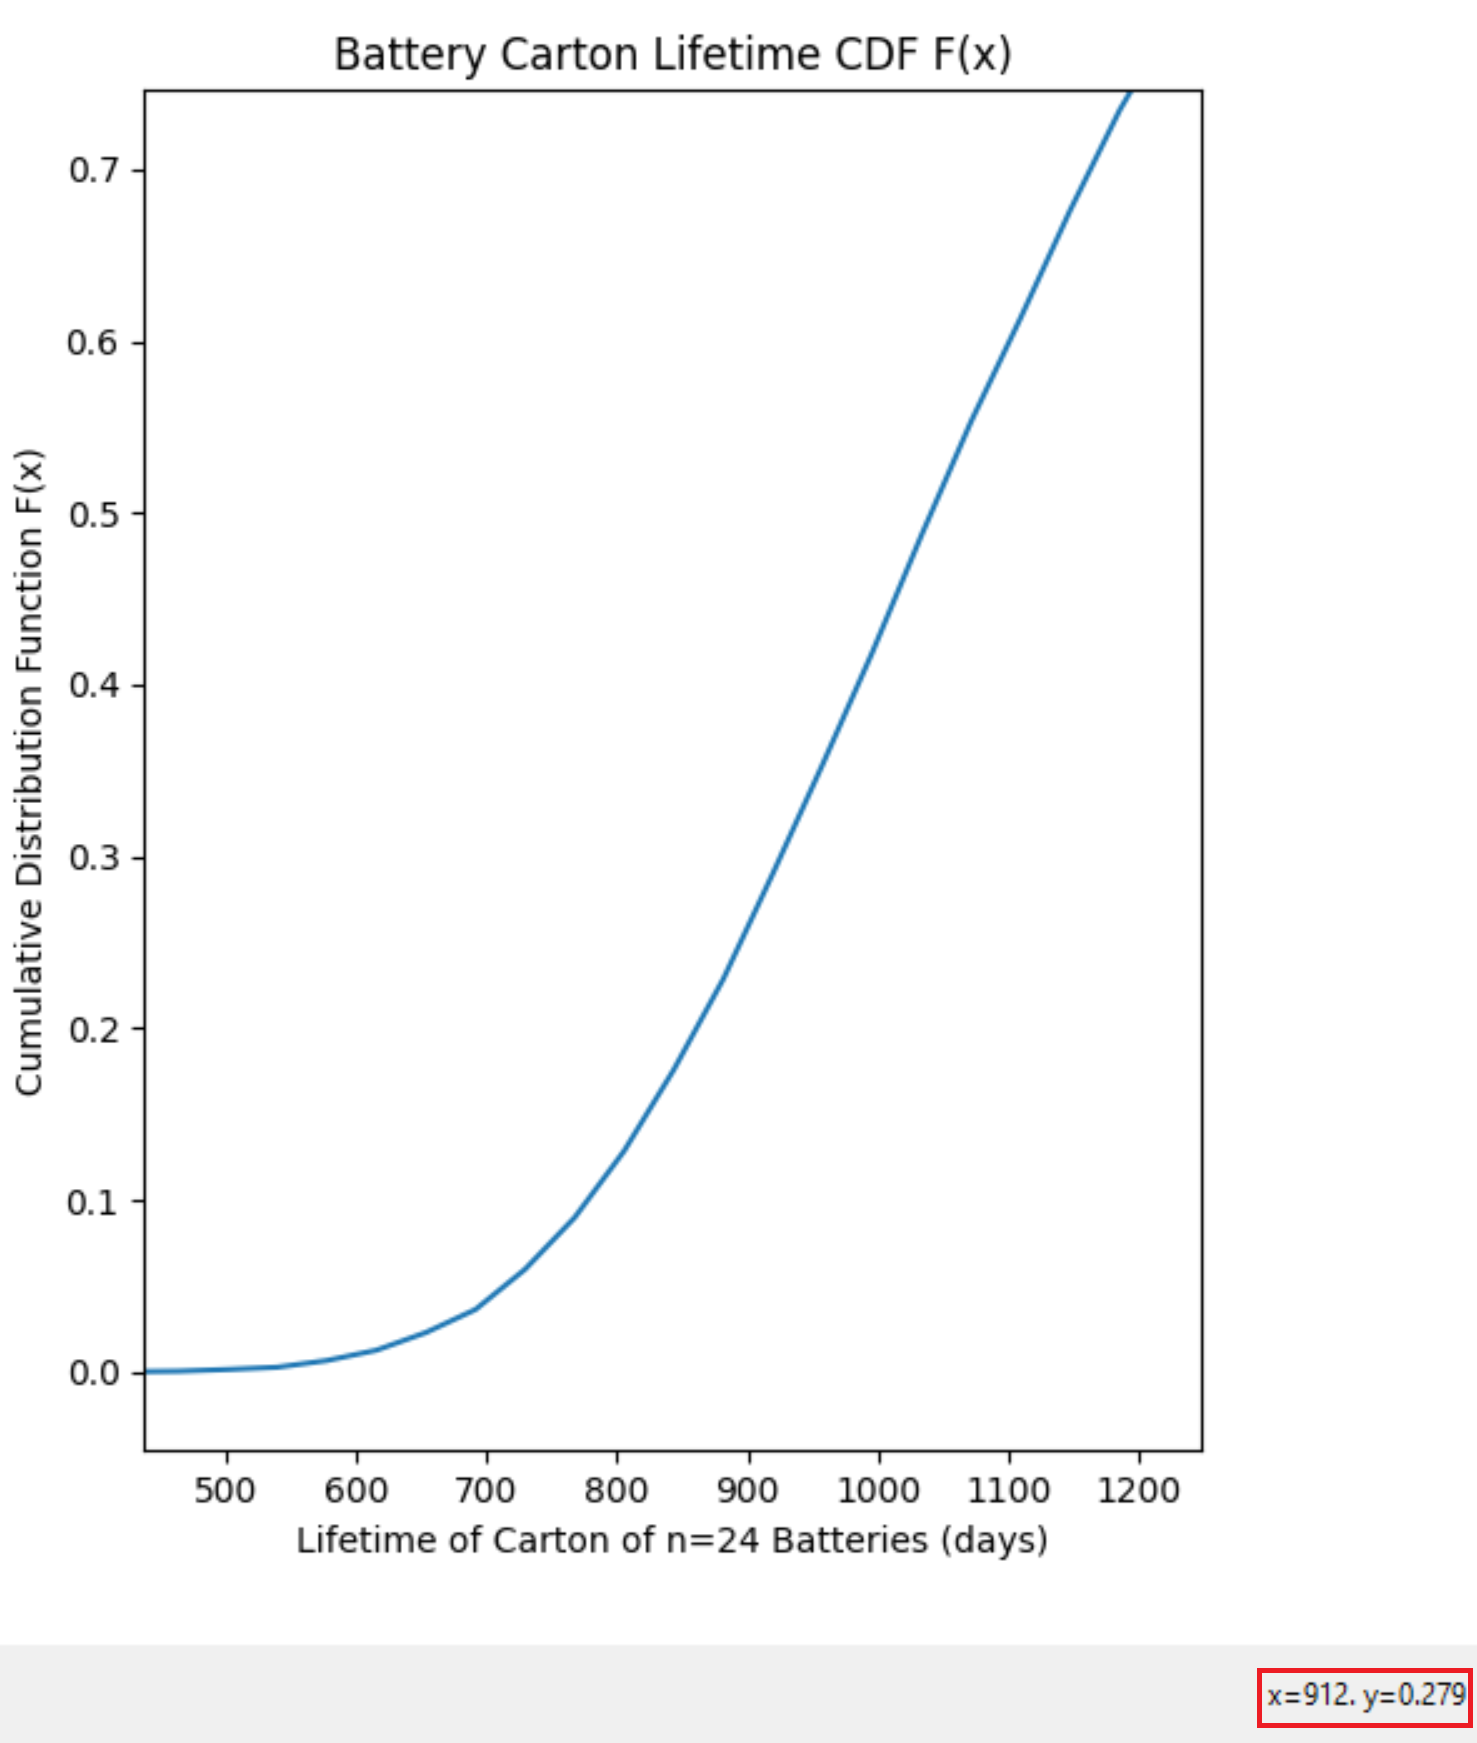 Battery Carton Lifetime CDF F(x)
0.7
0.6
0.5
0.4
0.3
0.2
0.1
0.0
Cumulative Distribution Function F(x)
500 600 700 800 900 1000 1100 1200
Lifetime of Carton of n=24 Batteries (days)
x=912. y=0.279